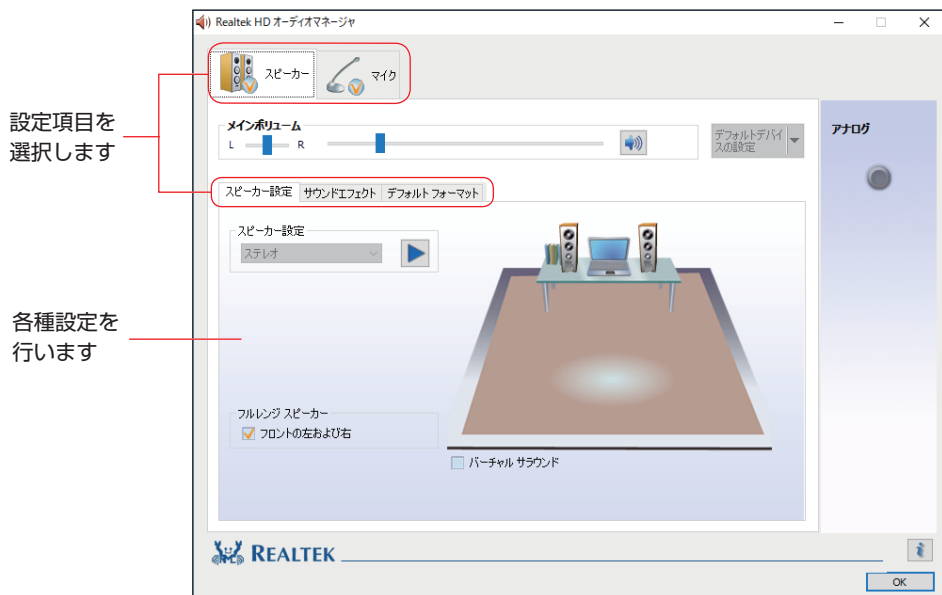 Realtek HD オーディオマネージャ
スピーカー
マイク
設定項目を
選択します
メインボリューム
L
R
デフォルトデバイ
スの設定
アナログ
スピーカー設定
サウンドエフェクト
デフォルト フォーマット
スピーカー設定
ステレオ
各種設定を
行います
フルレンジ スピーカー
フロントの左および右
バーチャル サラウンド
REALTEK
OK